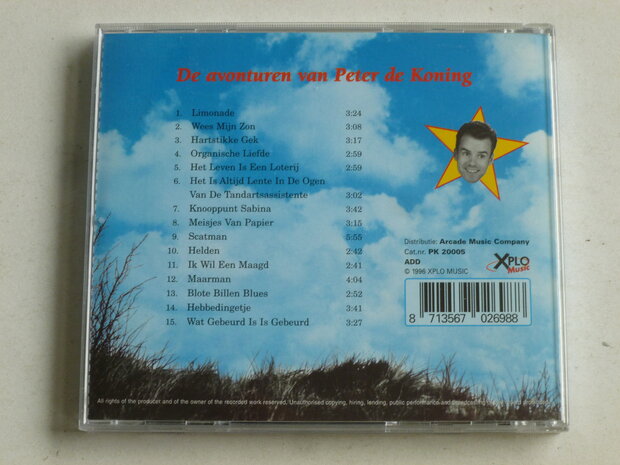 De avonturen van Peter de Koning
1. Limonade 3:24
2. Wees Mijn Zon 3:08
3. Hartstikke Gek 3:17
4. Organische Liefde 2:59
5. Het Leven Is Een Loterij 2:59
6. Het Is Altijd Lente In De Ogen
Van De Tandartsassistente 3:02
7. Knooppunt Sabina 3:42
8. Meisjes Van Papier 3:15
9. Scatman 5:55
10. Helden 2:42
11. Ik Wil Een Maagd 2:41
12. Maarman 4:04
13. Blote Billen Blues 2:52
14. Hebbedingetje 3:41
15. Wat Gebeurd Is Is Gebeurd 3:27
Distributie: Arcade Music Company
Cat.nr. PK 20005
ADD
© 1996 XPLO MUSIC
XPLO
Music
8 713567 026988
All rights of the producer and of the owner of the recorded work reserved. Unauthorised copying, hiring, lending, public performance and broadcasting